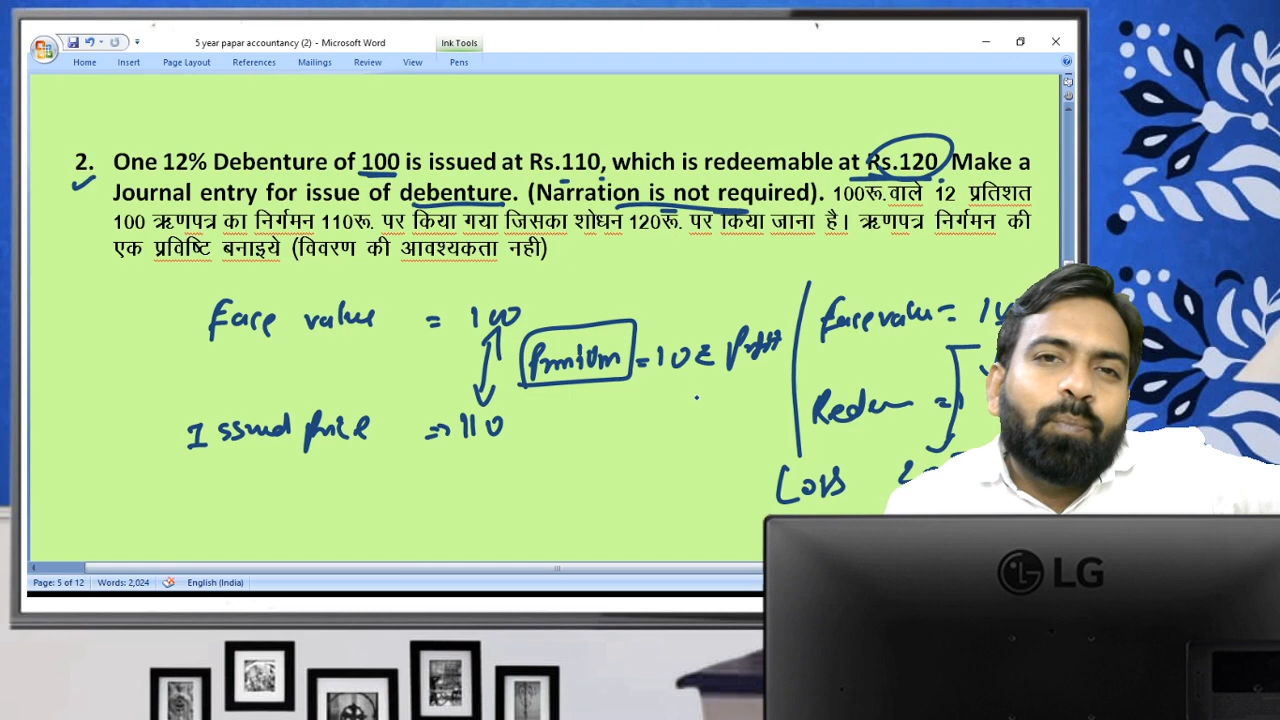 5 year papar accountancy (2) - Microsoft Word
Ink Tools
Home Insert Page Layout References Mailings Review View Pens
2. One 12% Debenture of 100 is issued at Rs.110, which is redeemable at Rs.120. Make a
Journal entry for issue of debenture. (Narration is not required). 100रू.वाले 12 प्रतिशत
100 ऋणपत्र का निर्गमन 110रू. पर किया गया जिसका शोधन 120रू. पर किया जाना है। ऋणपत्र निर्गमन की
एक प्रविष्टि बनाइये (विवरण की आवश्यकता नही)
Face value = 100
Premium = 10
Issued price => 110
Face value =
Redem =
Loss
Page: 5 of 12 Words: 2,024 English (India)
LG